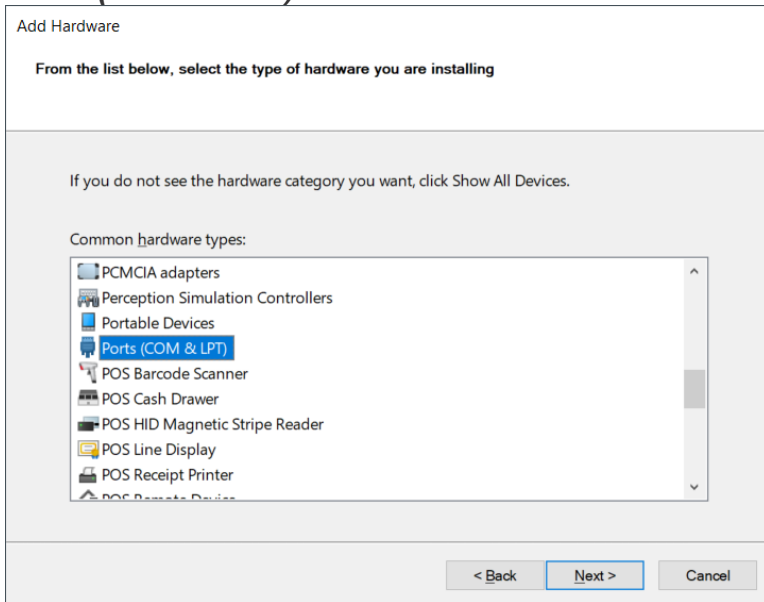 Add Hardware
From the list below, select the type of hardware you are installing
If you do not see the hardware category you want, click Show All Devices.
Common hardware types:
PCMCIA adapters
Perception Simulation Controllers
Portable Devices
Ports (COM & LPT)
POS Barcode Scanner
POS Cash Drawer
POS HID Magnetic Stripe Reader
POS Line Display
POS Receipt Printer
POS Remote Device
< Back Next > Cancel